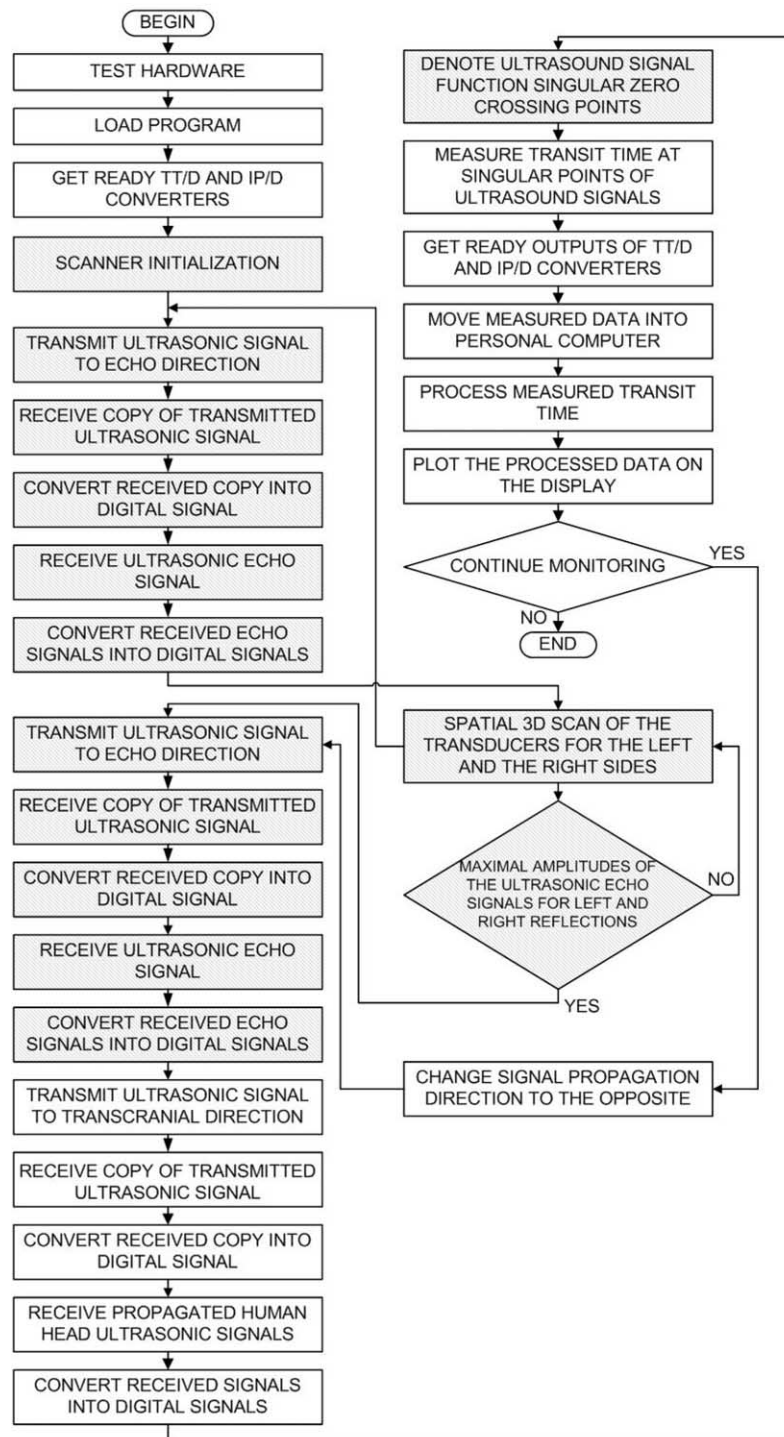 BEGIN
TEST HARDWARE
LOAD PROGRAM
GET READY TT/D AND IP/D
CONVERTERS
SCANNER INITIALIZATION
TRANSMIT ULTRASONIC SIGNAL
TO ECHO DIRECTION
RECEIVE COPY OF TRANSMITTED
ULTRASONIC SIGNAL
CONVERT RECEIVED COPY INTO
DIGITAL SIGNAL
RECEIVE ULTRASONIC ECHO
SIGNAL
CONVERT RECEIVED ECHO
SIGNALS INTO DIGITAL SIGNALS
TRANSMIT ULTRASONIC SIGNAL
TO ECHO DIRECTION
RECEIVE COPY OF TRANSMITTED
ULTRASONIC SIGNAL
CONVERT RECEIVED COPY INTO
DIGITAL SIGNAL
RECEIVE ULTRASONIC ECHO
SIGNAL
CONVERT RECEIVED ECHO
SIGNALS INTO DIGITAL SIGNALS
TRANSMIT ULTRASONIC SIGNAL
TO TRANSCRANIAL DIRECTION
RECEIVE COPY OF TRANSMITTED
ULTRASONIC SIGNAL
CONVERT RECEIVED COPY INTO
DIGITAL SIGNAL
RECEIVE PROPAGATED HUMAN
HEAD ULTRASONIC SIGNALS
CONVERT RECEIVED SIGNALS
INTO DIGITAL SIGNALS
DENOTE ULTRASOUND SIGNAL
FUNCTION SINGULAR ZERO
CROSSING POINTS
MEASURE TRANSIT TIME AT
SINGULAR POINTS OF
ULTRASOUND SIGNALS
GET READY OUTPUTS OF TT/D
AND IP/D CONVERTERS
MOVE MEASURED DATA INTO
PERSONAL COMPUTER
PROCESS MEASURED TRANSIT
TIME
PLOT THE PROCESSED DATA ON
THE DISPLAY
CONTINUE MONITORING
YES
NO
END
SPATIAL 3D SCAN OF THE
TRANSDUCERS FOR THE LEFT
AND THE RIGHT SIDES
MAXIMAL AMPLITUDES OF
THE ULTRASONIC ECHO
SIGNALS FOR LEFT AND
RIGHT REFLECTIONS
NO
YES
CHANGE SIGNAL PROPAGATION
DIRECTION TO THE OPPOSITE